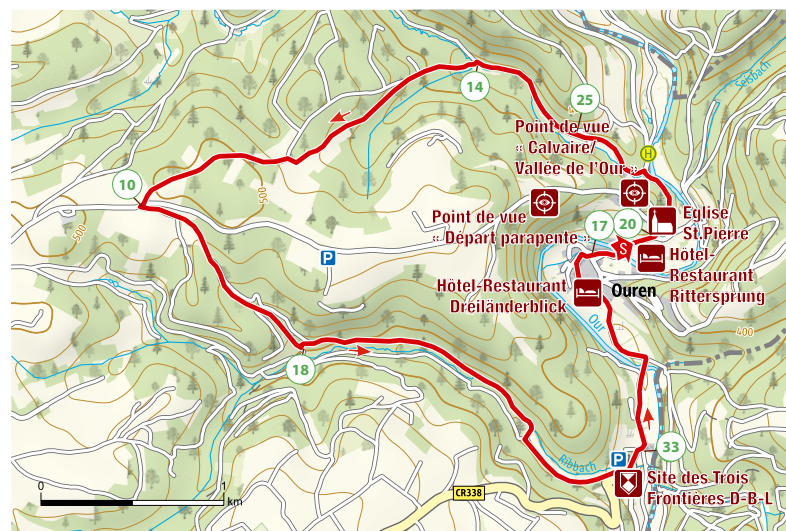 Seisbach
14
25
Point de vue
« Calvaire/
Vallée de l'Our »
H
10
500
500
400
Point de vue
« Départ parapente »
17
20
Eglise
St.Pierre
S
P
Hôtel-
Restaurant
Rittersprung
Hôtel-Restaurant
Dreiländerblick
Ouren
Our
400
18
33
P
Ribbach
Site des Trois
Frontières D-B-L
CR338
0
1
km